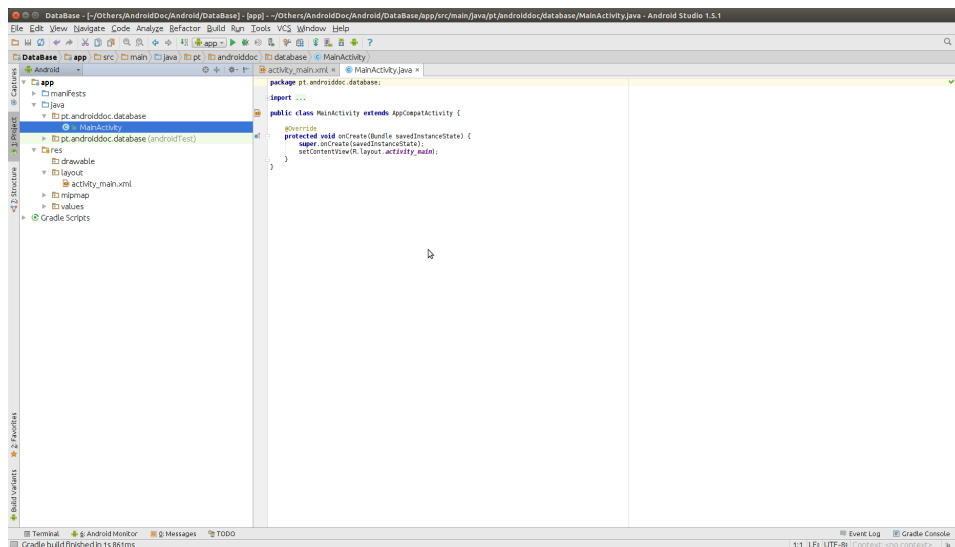 DataBase - [~/Others/AndroidDoc/Android/DataBase] - [app] - ~/Others/AndroidDoc/Android/DataBase/app/src/main/java/pt/androiddoc/database/MainActivity.java - Android Studio 1.5.1
File Edit View Navigate Code Analyze Refactor Build Run Tools VCS Window Help
app
DataBase app src main java pt androiddoc database MainActivity
Android
activity_main.xml
MainActivity.java
Captures
1: Project
7: Structure
2: Favorites
Build Variants
app
manifests
java
pt.androiddoc.database
MainActivity
pt.androiddoc.database (androidTest)
res
drawable
layout
activity_main.xml
mipmap
values
Gradle Scripts
package pt.androiddoc.database;
import ...
public class MainActivity extends AppCompatActivity {
@Override
protected void onCreate(Bundle savedInstanceState) {
super.onCreate(savedInstanceState);
setContentView(R.layout.activity_main);
}
}
Terminal 6: Android Monitor 0: Messages TODO Event Log Gradle Console
Gradle build finished in 1s 861ms 1:1 LF÷ UTF-8÷ Context: <no context>